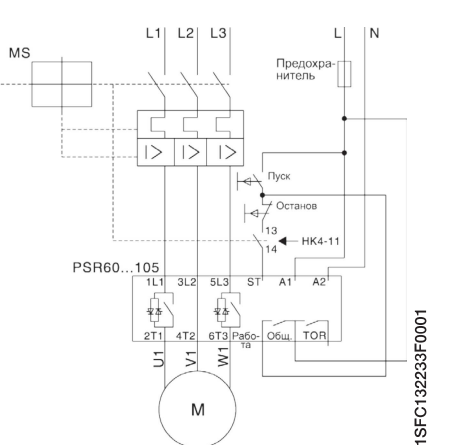 L1 L2 L3 L N
MS
Предохра-
нитель
Пуск
Останов
13
14
HK4-11
PSR60...105
1L1 3L2 5L3 ST A1 A2
2T1 4T2 6T3 Рабо-
та Общ. TOR
U1 V1 W1
M
1SFC132233F0001